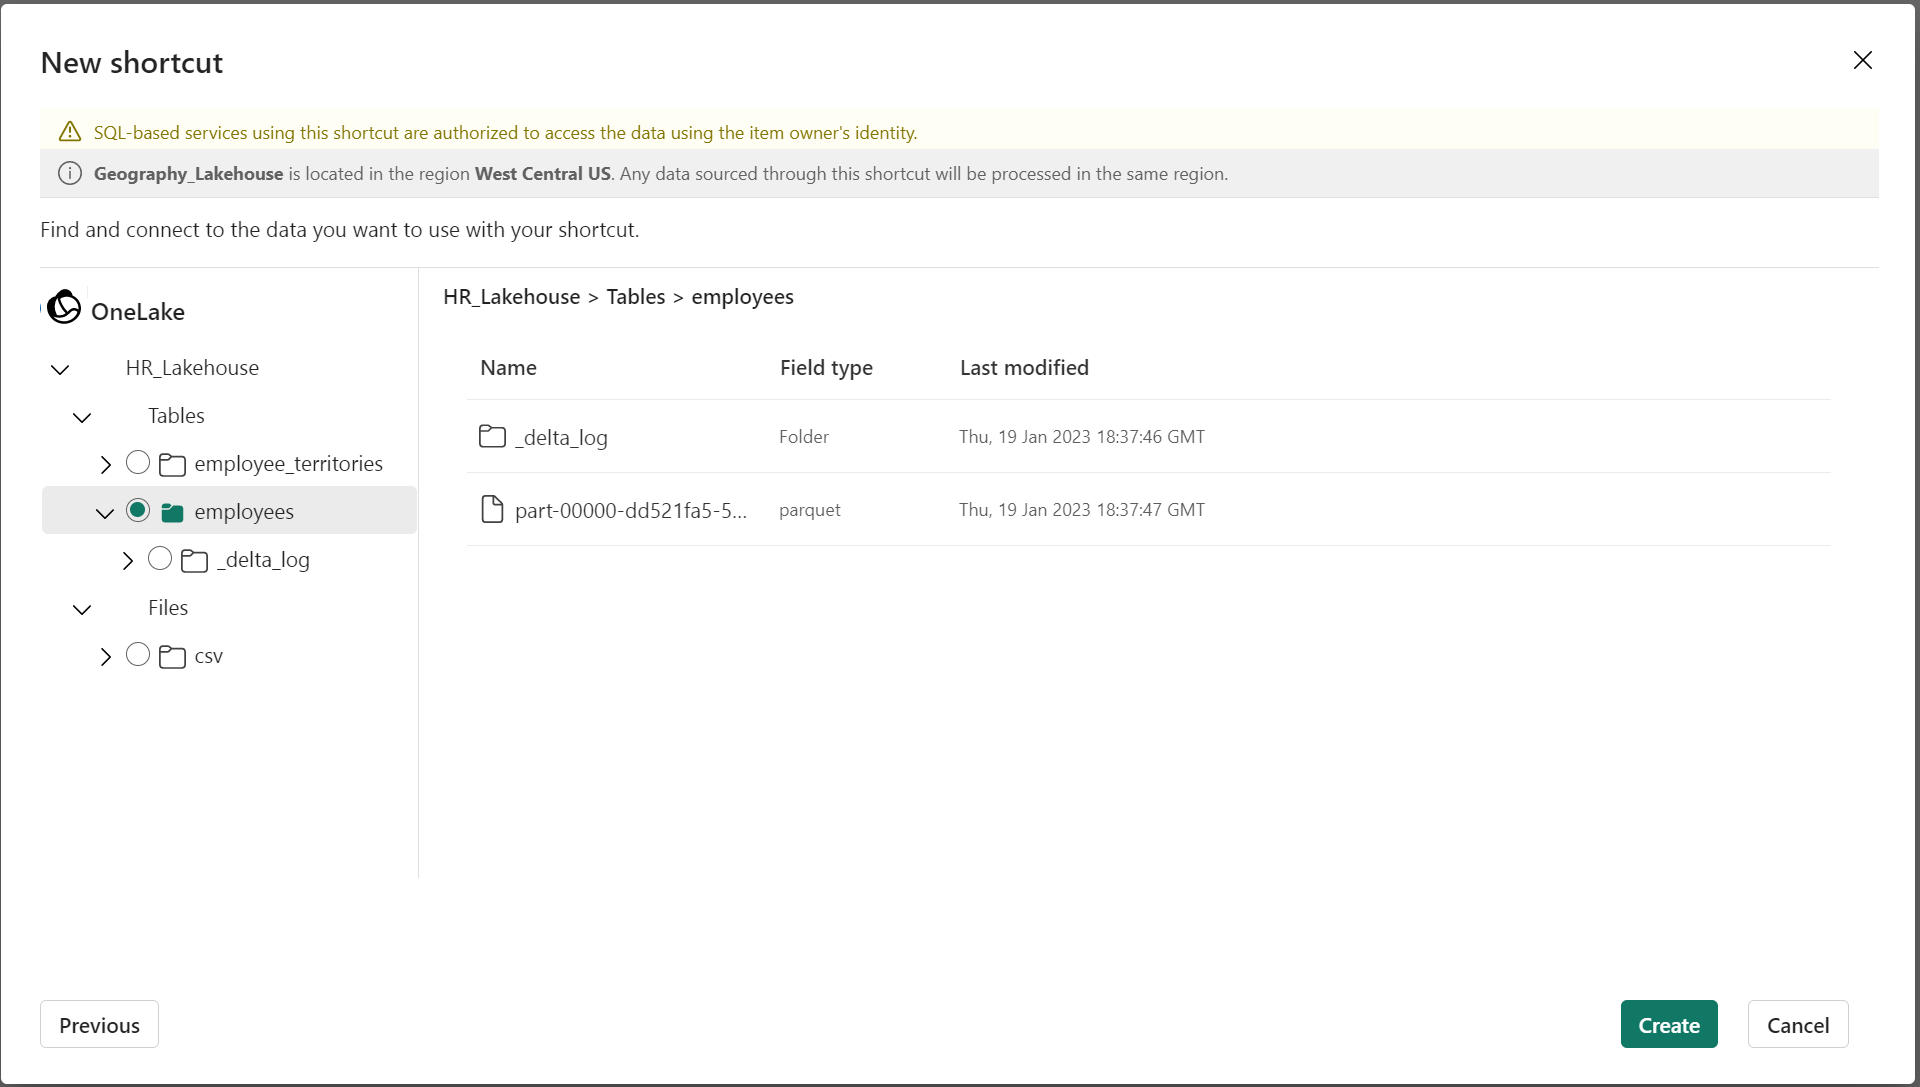 New shortcut
SQL-based services using this shortcut are authorized to access the data using the item owner's identity.
Geography_Lakehouse is located in the region West Central US. Any data sourced through this shortcut will be processed in the same region.
Find and connect to the data you want to use with your shortcut.
OneLake
HR_Lakehouse
Tables
employee_territories
employees
_delta_log
Files
csv
HR_Lakehouse > Tables > employees
Name Field type Last modified
_delta_log Folder Thu, 19 Jan 2023 18:37:46 GMT
part-00000-dd521fa5-5... parquet Thu, 19 Jan 2023 18:37:47 GMT
Previous
Create
Cancel